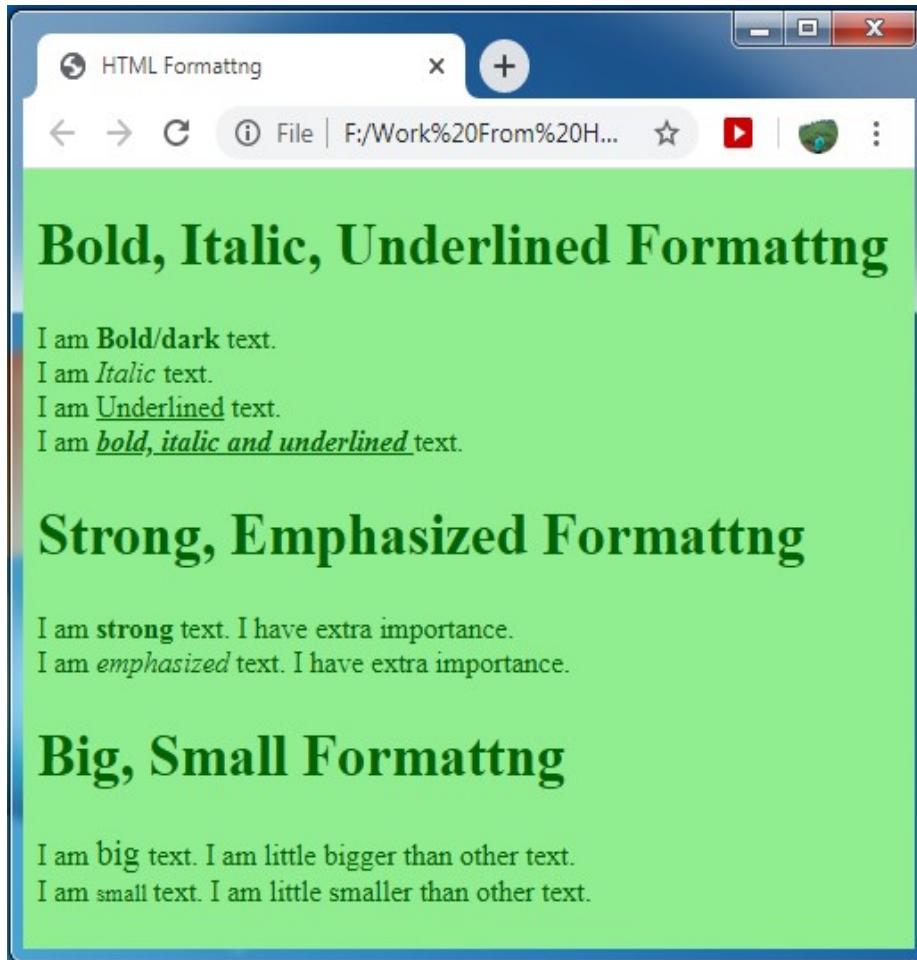 HTML Formattng
File F:/Work%20From%20H...
Bold, Italic, Underlined Formattng
I am Bold/dark text.
I am Italic text.
I am Underlined text.
I am bold, italic and underlined text.
Strong, Emphasized Formattng
I am strong text. I have extra importance.
I am emphasized text. I have extra importance.
Big, Small Formattng
I am big text. I am little bigger than other text.
I am small text. I am little smaller than other text.